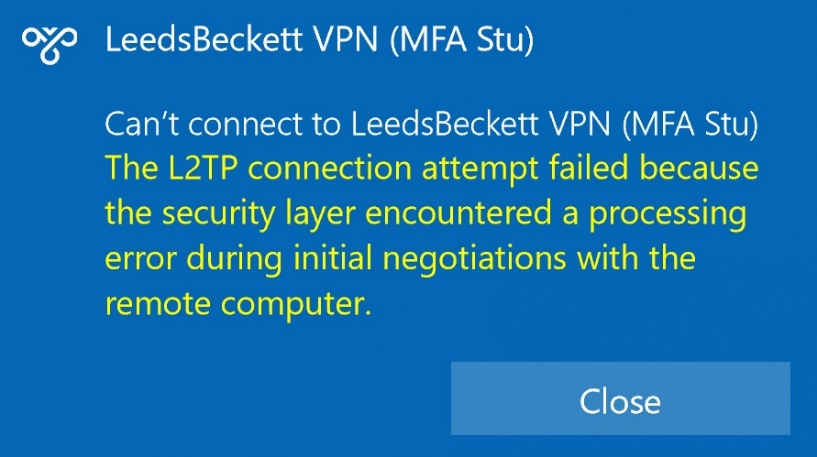 LeedsBeckett VPN (MFA Stu)
Can't connect to LeedsBeckett VPN (MFA Stu)
The L2TP connection attempt failed because
the security layer encountered a processing
error during initial negotiations with the
remote computer.
Close